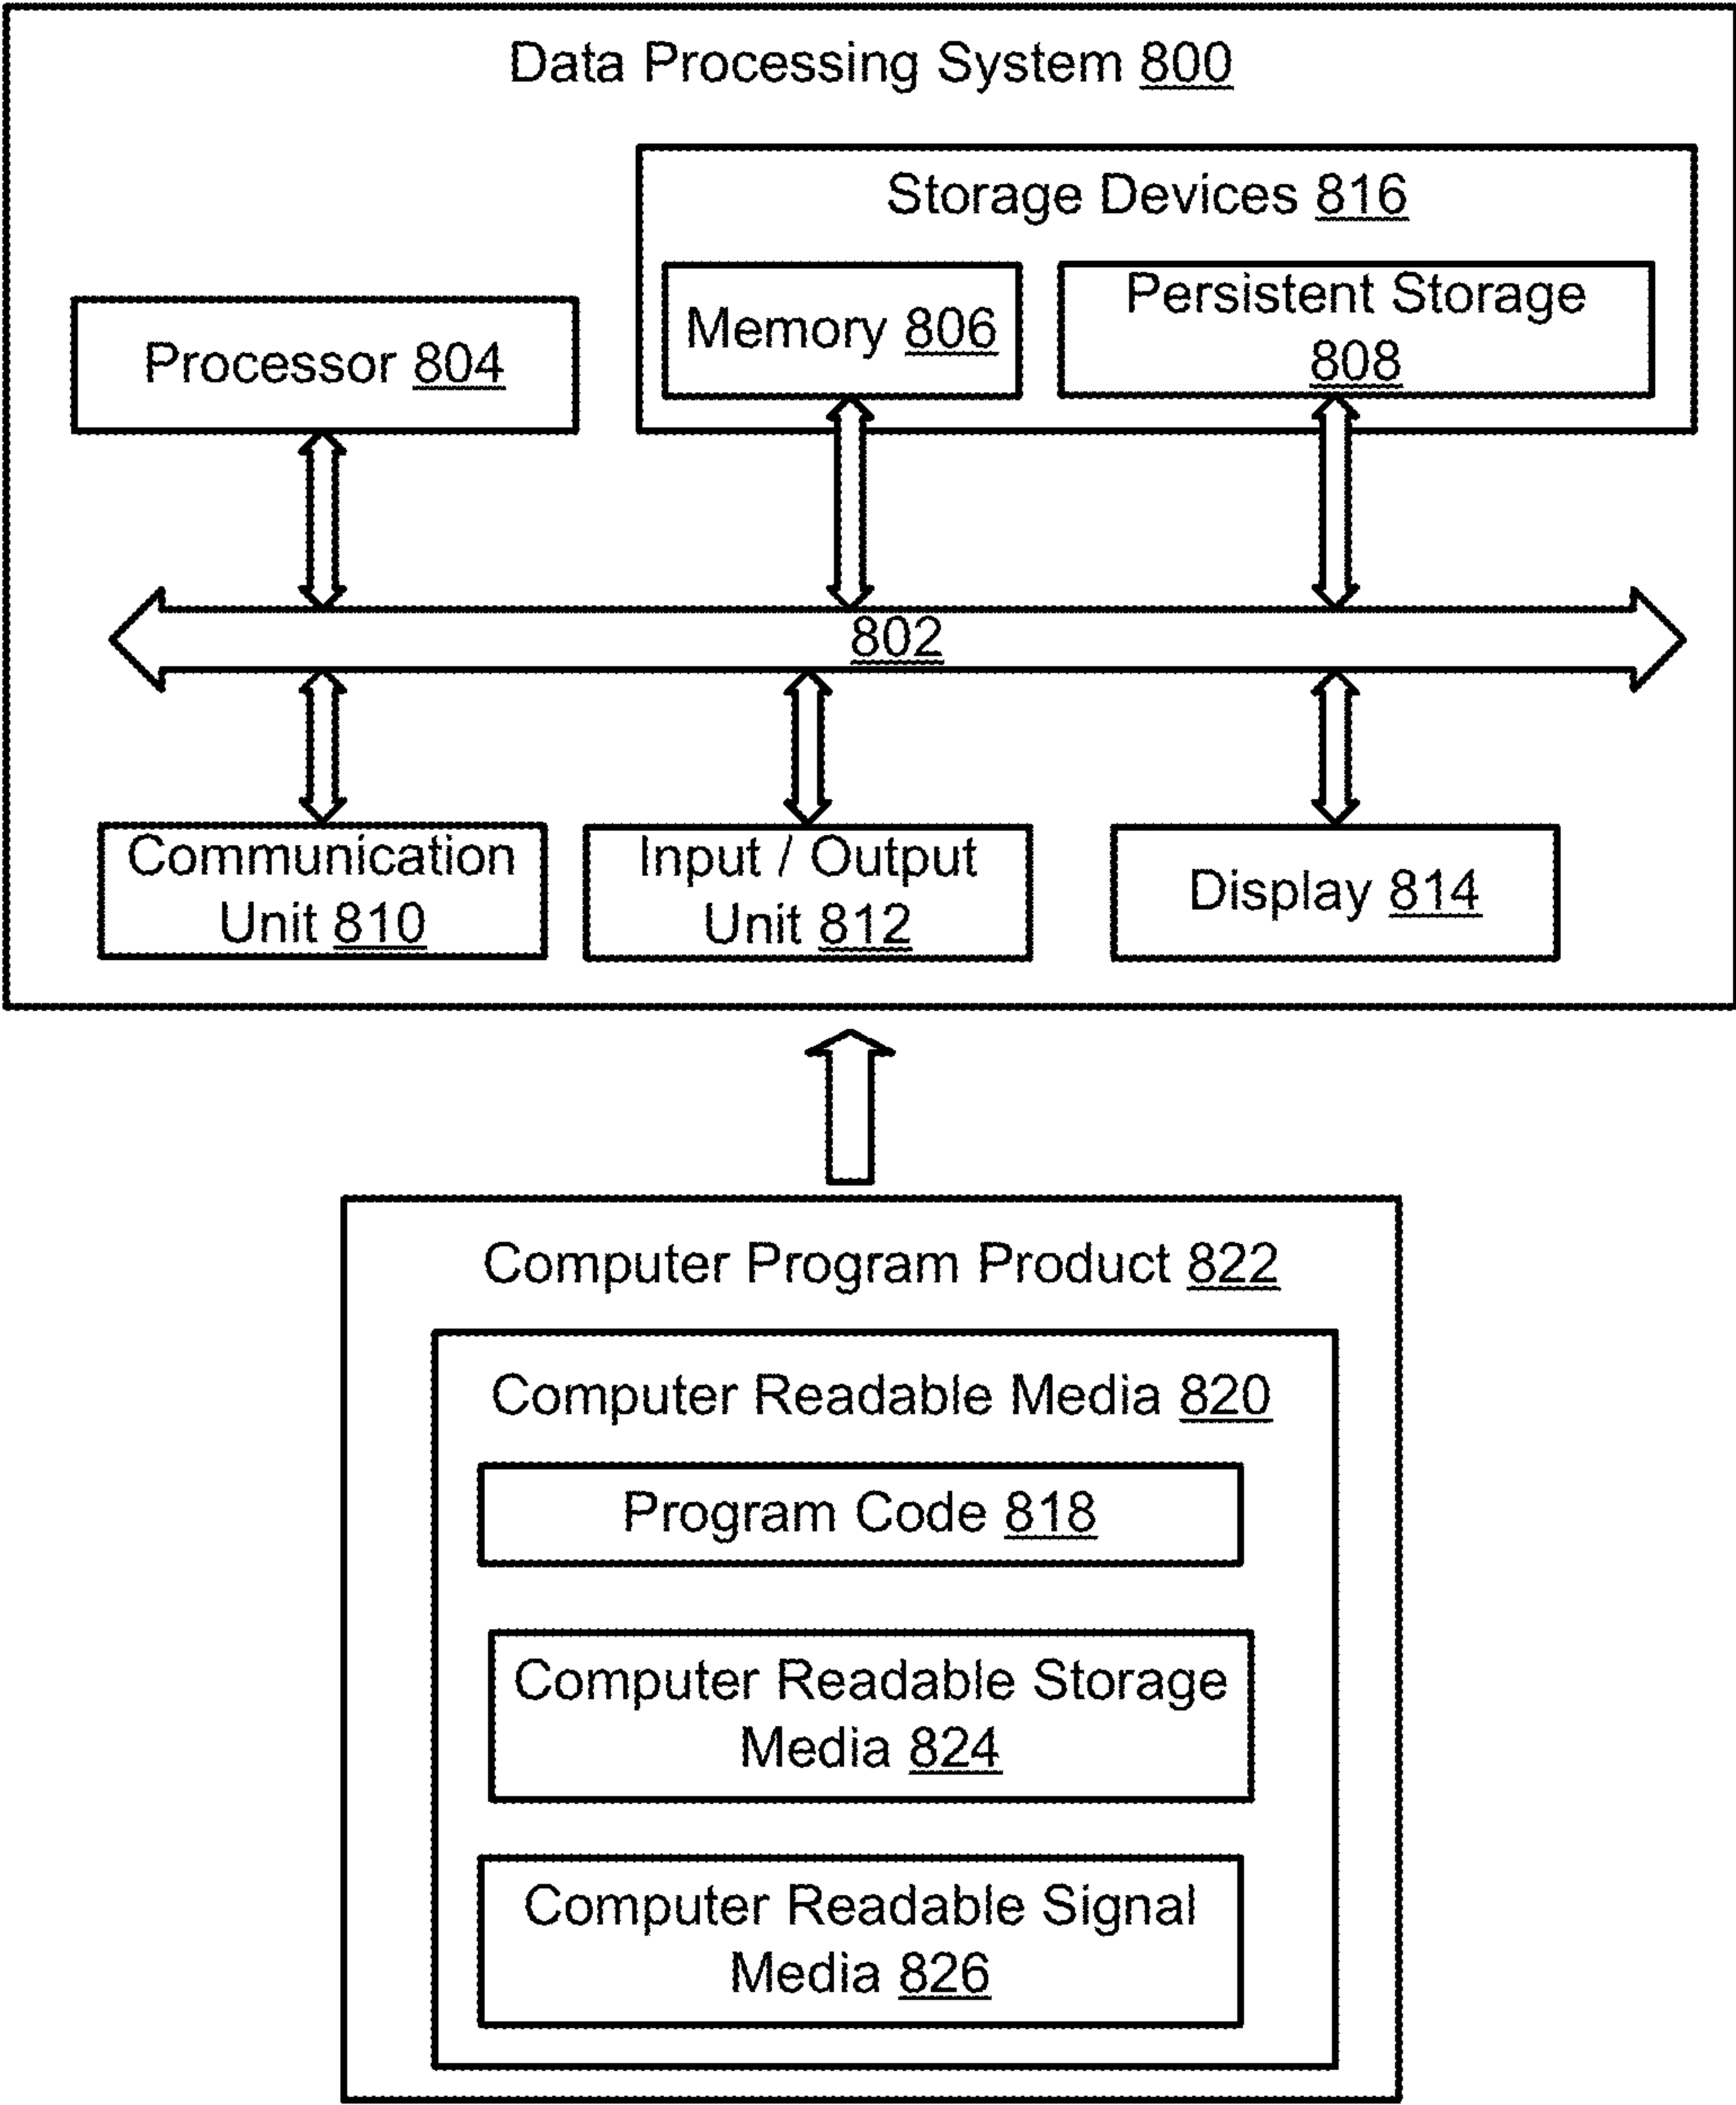 Data Processing System 800
Storage Devices 816
Processor 804
Memory 806
Persistent Storage
808
802
Communication
Unit 810
Input / Output
Unit 812
Display 814
Computer Program Product 822
Computer Readable Media 820
Program Code 818
Computer Readable Storage
Media 824
Computer Readable Signal
Media 826